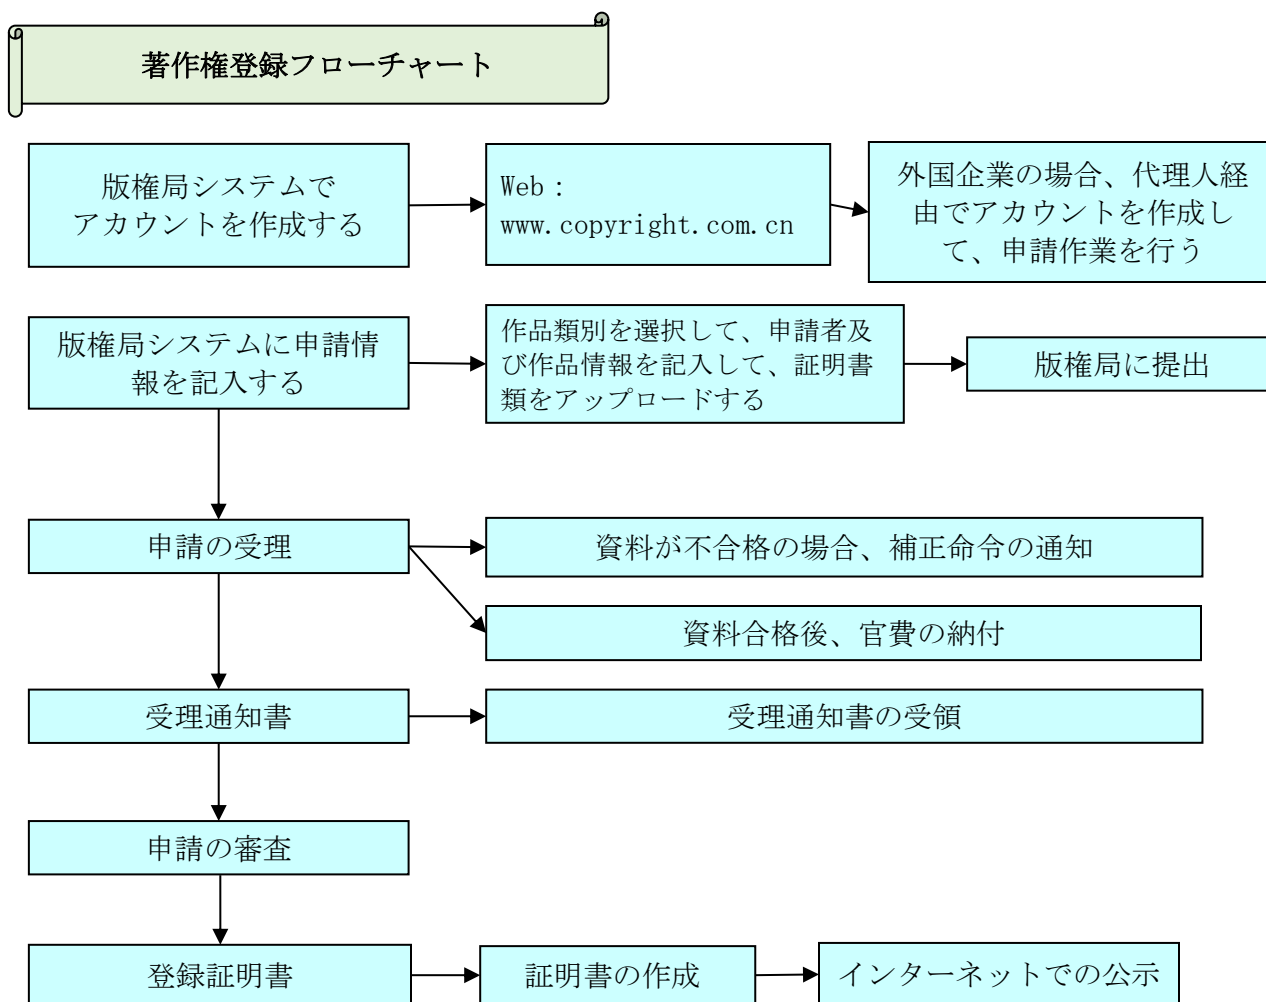 著作権登録フローチャート
版権局システムで
アカウントを作成する
Web：
www.copyright.com.cn
外国企業の場合、代理人経
由でアカウントを作成し
て、申請作業を行う
版権局システムに申請情
報を記入する
作品類別を選択して、申請者及
び作品情報を記入して、証明書
類をアップロードする
版権局に提出
申請の受理
資料が不合格の場合、補正命令の通知
資料合格後、官費の納付
受理通知書
受理通知書の受領
申請の審査
登録証明書
証明書の作成
インターネットでの公示